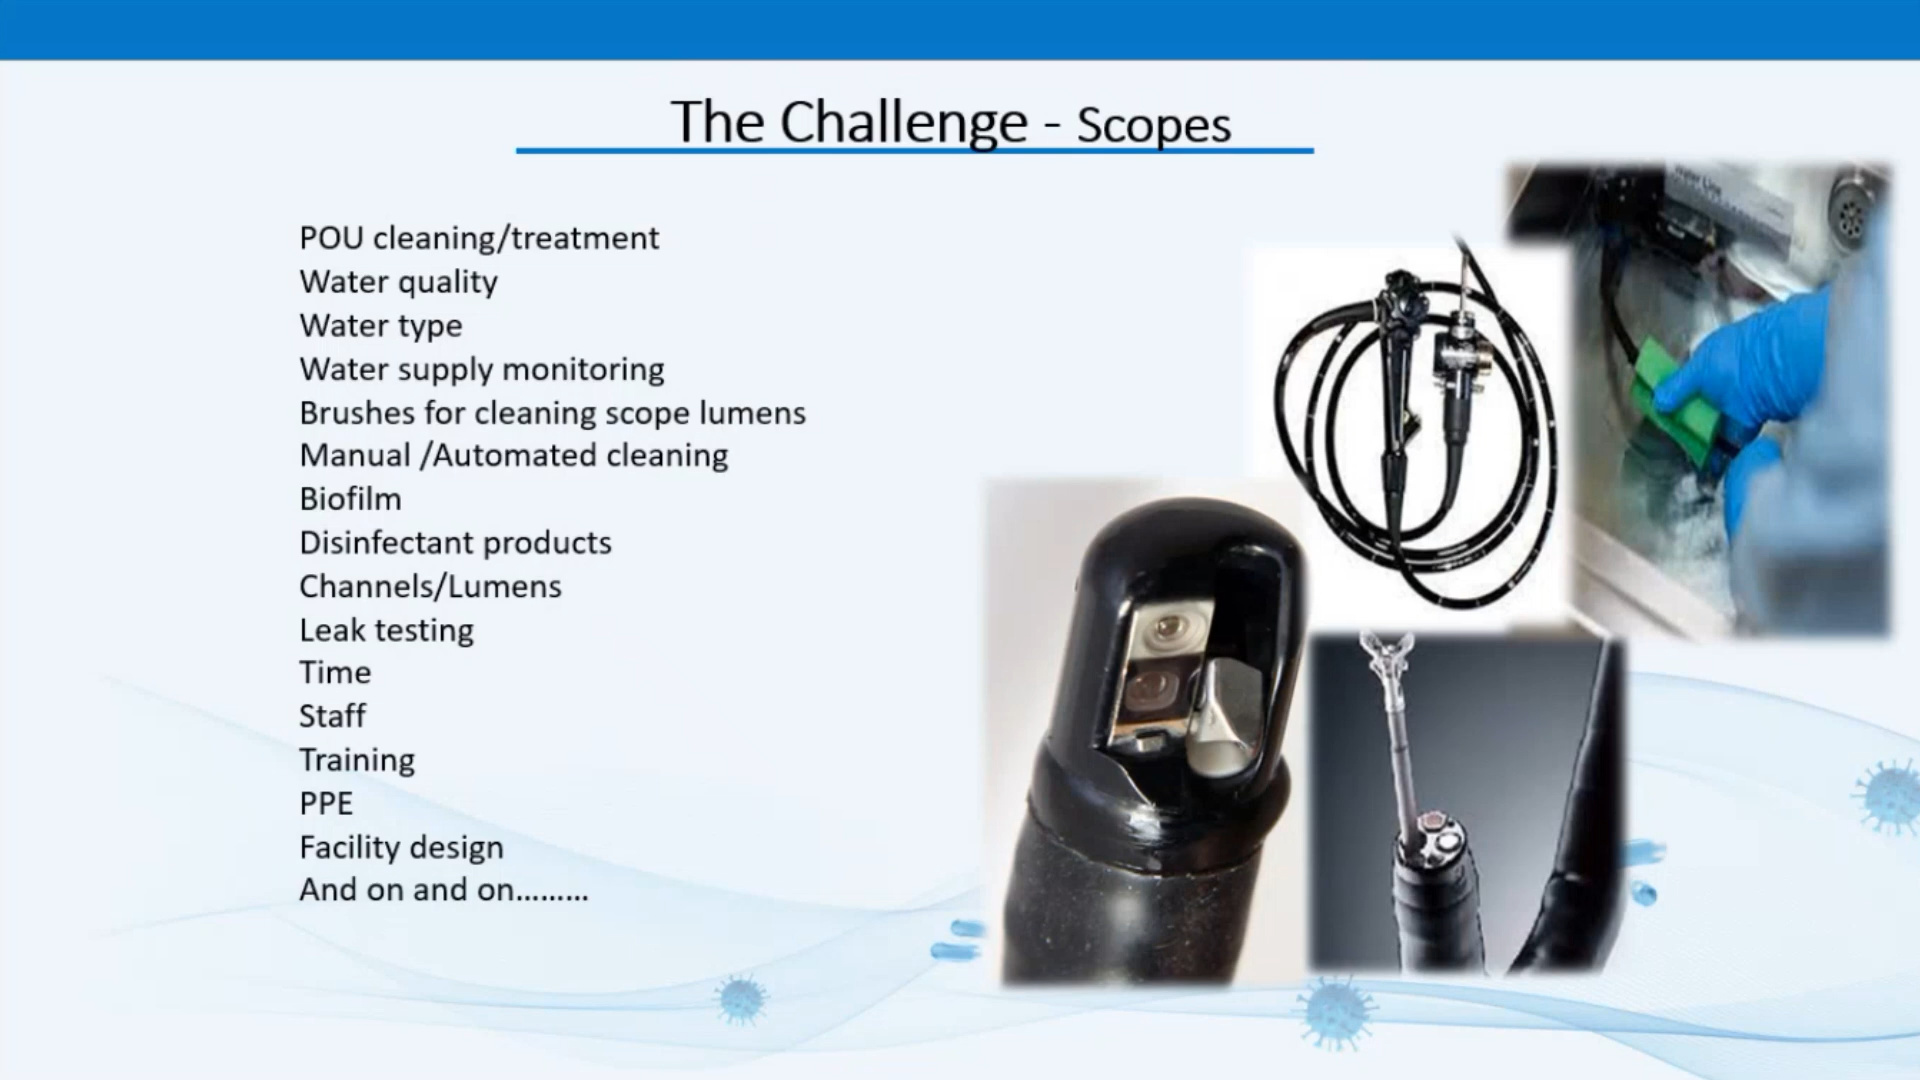 The Challenge - Scopes
POU cleaning/treatment
Water quality
Water type
Water supply monitoring
Brushes for cleaning scope lumens
Manual /Automated cleaning
Biofilm
Disinfectant products
Channels/Lumens
Leak testing
Time
Staff
Training
PPE
Facility design
And on and on.........